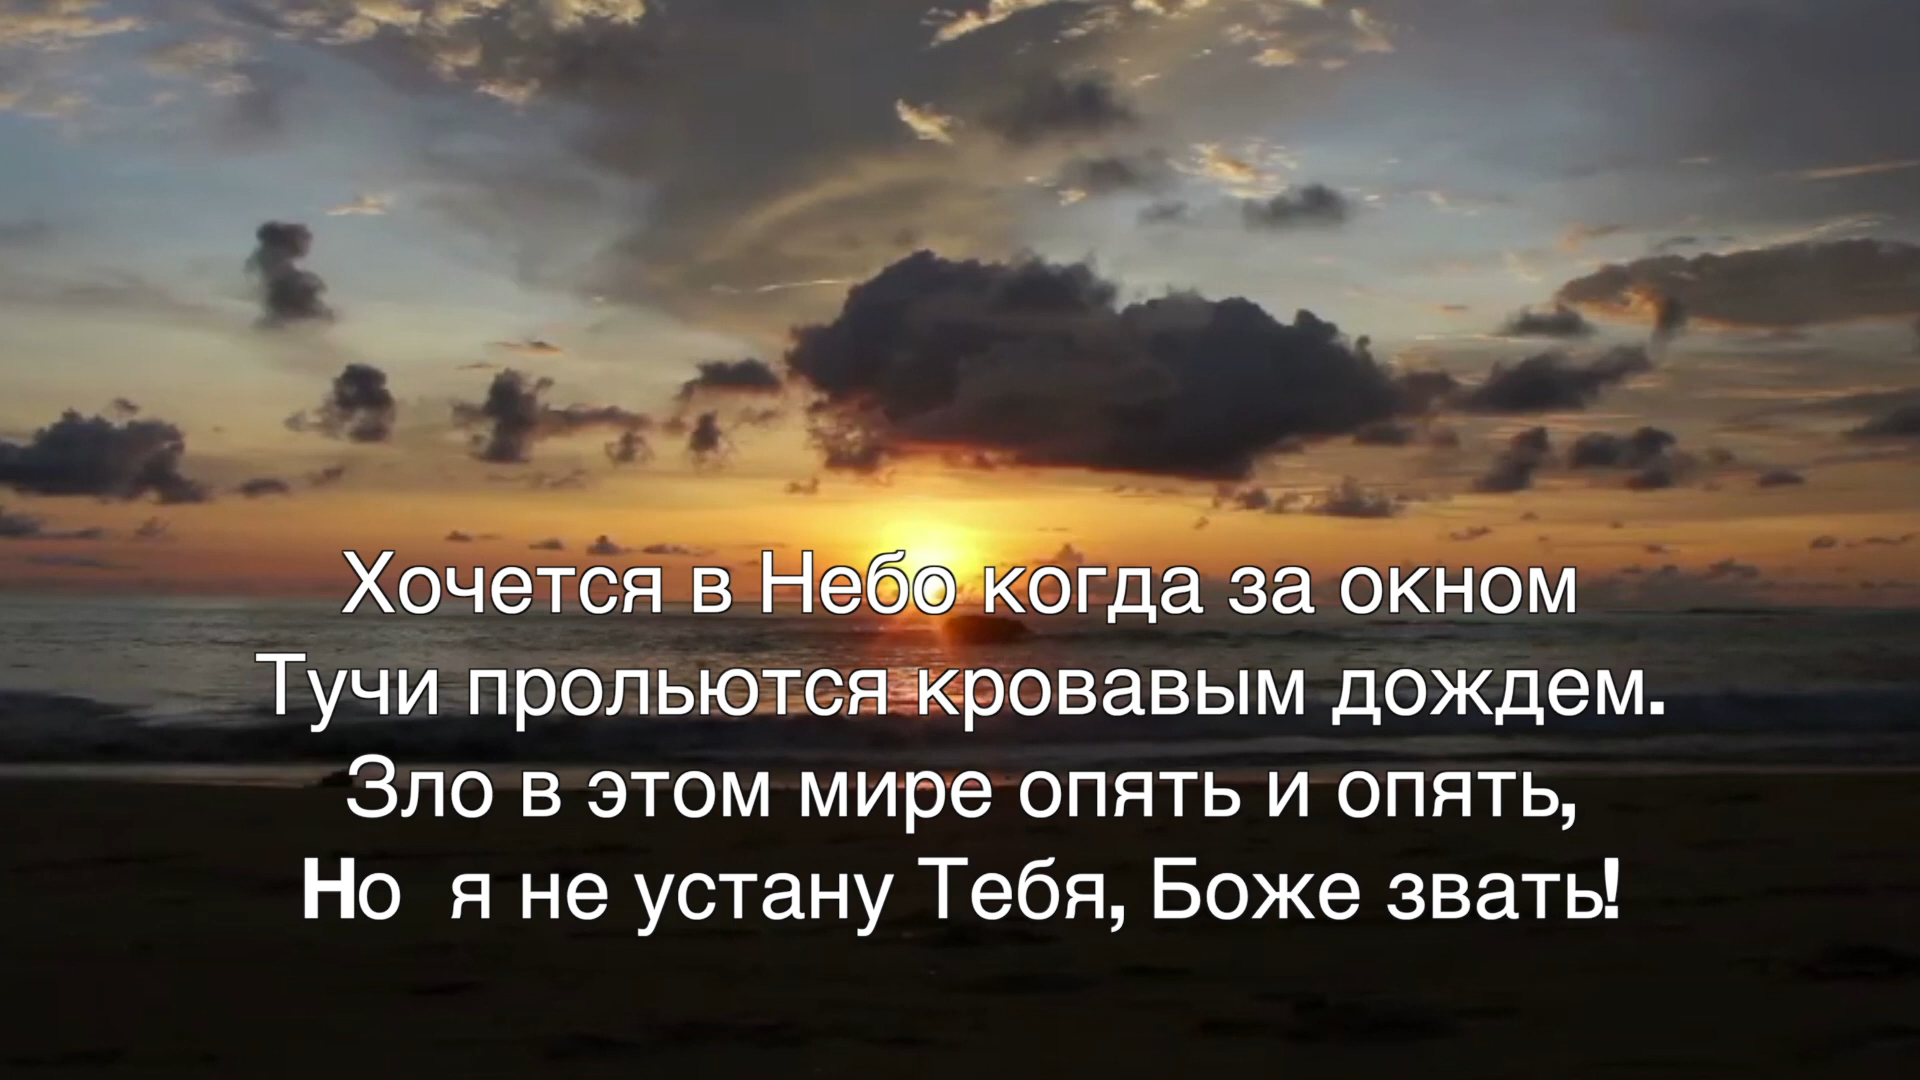 Хочется в Небо когда за окном
Тучи прольются кровавым дождем.
Зло в этом мире опять и опять,
Но  я не устану Тебя, Боже звать!